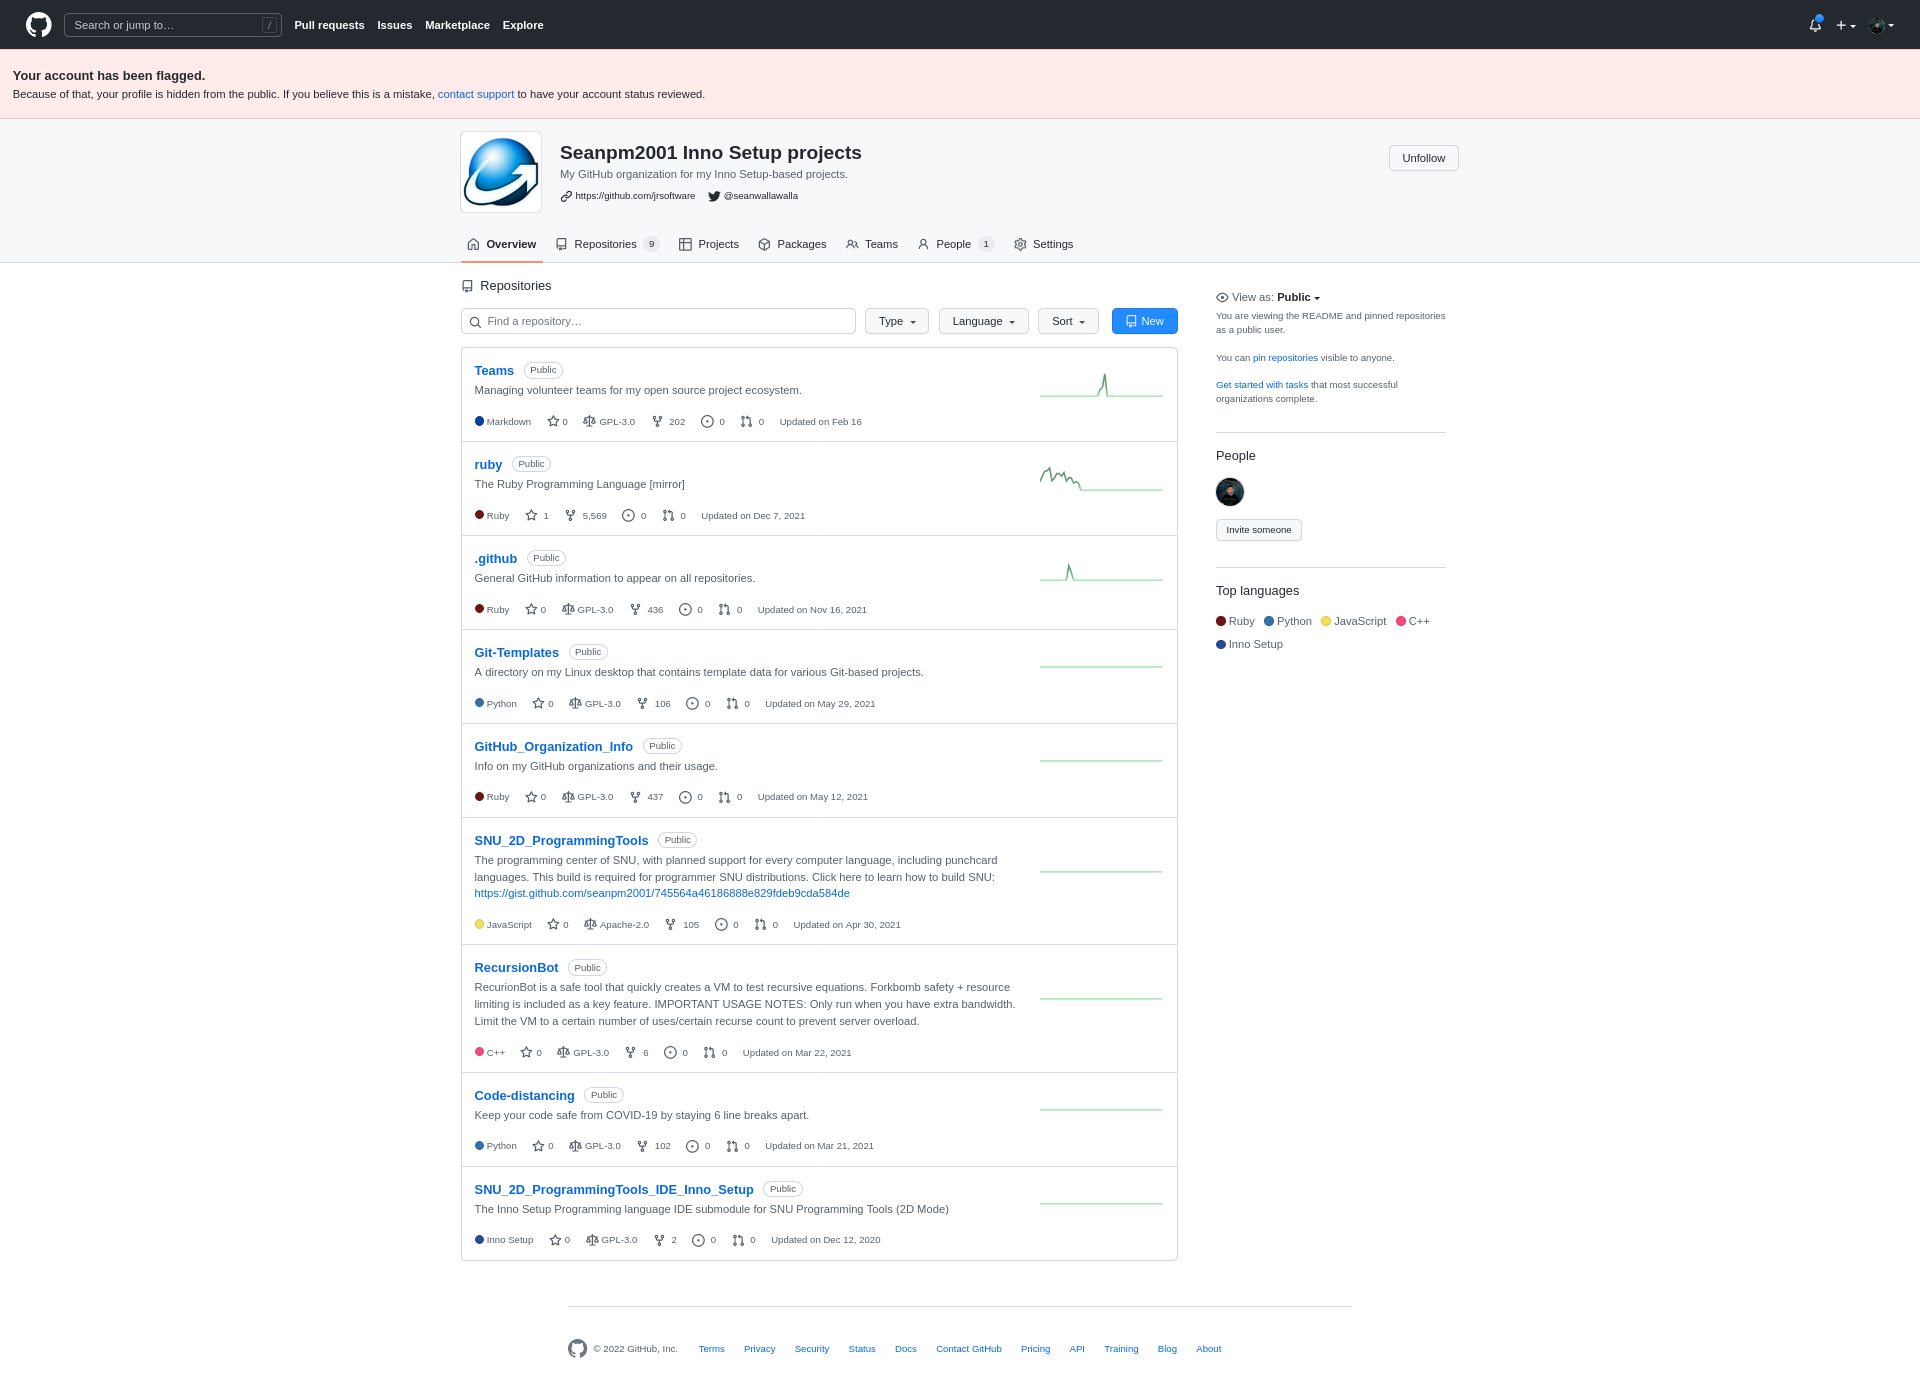 Search or jump to… /
Pull requests Issues Marketplace Explore
Your account has been flagged.
Because of that, your profile is hidden from the public. If you believe this is a mistake, contact support to have your account status reviewed.
Seanpm2001 Inno Setup projects
My GitHub organization for my Inno Setup-based projects.
https://github.com/jrsoftware @seanwallawalla
Unfollow
Overview Repositories 9 Projects Packages Teams People 1 Settings
Repositories
Find a repository… Type Language Sort New
Teams Public
Managing volunteer teams for my open source project ecosystem.
Markdown 0 GPL-3.0 202 0 0 Updated on Feb 16
ruby Public
The Ruby Programming Language [mirror]
Ruby 1 5,569 0 0 Updated on Dec 7, 2021
.github Public
General GitHub information to appear on all repositories.
Ruby 0 GPL-3.0 436 0 0 Updated on Nov 16, 2021
Git-Templates Public
A directory on my Linux desktop that contains template data for various Git-based projects.
Python 0 GPL-3.0 106 0 0 Updated on May 29, 2021
GitHub_Organization_Info Public
Info on my GitHub organizations and their usage.
Ruby 0 GPL-3.0 437 0 0 Updated on May 12, 2021
SNU_2D_ProgrammingTools Public
The programming center of SNU, with planned support for every computer language, including punchcard
languages. This build is required for programmer SNU distributions. Click here to learn how to build SNU:
https://gist.github.com/seanpm2001/745564a46186888e829fdeb9cda584de
JavaScript 0 Apache-2.0 105 0 0 Updated on Apr 30, 2021
RecursionBot Public
RecurionBot is a safe tool that quickly creates a VM to test recursive equations. Forkbomb safety + resource
limiting is included as a key feature. IMPORTANT USAGE NOTES: Only run when you have extra bandwidth.
Limit the VM to a certain number of uses/certain recurse count to prevent server overload.
C++ 0 GPL-3.0 6 0 0 Updated on Mar 22, 2021
Code-distancing Public
Keep your code safe from COVID-19 by staying 6 line breaks apart.
Python 0 GPL-3.0 102 0 0 Updated on Mar 21, 2021
SNU_2D_ProgrammingTools_IDE_Inno_Setup Public
The Inno Setup Programming language IDE submodule for SNU Programming Tools (2D Mode)
Inno Setup 0 GPL-3.0 2 0 0 Updated on Dec 12, 2020
View as: Public
You are viewing the README and pinned repositories
as a public user.
You can pin repositories visible to anyone.
Get started with tasks that most successful
organizations complete.
People
Invite someone
Top languages
Ruby Python JavaScript C++
Inno Setup
© 2022 GitHub, Inc. Terms Privacy Security Status Docs Contact GitHub Pricing API Training Blog About